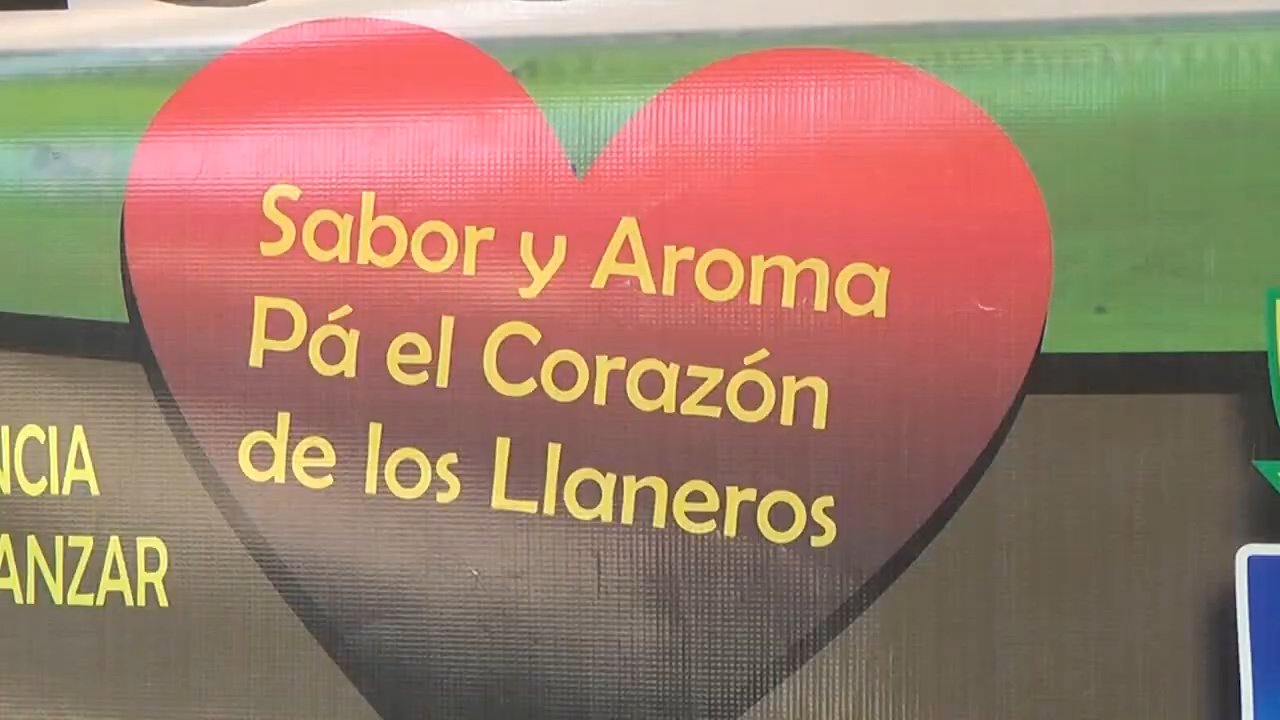 Sabor y Aroma
Pá el Corazón
de los Llaneros
NCIA
ANZAR